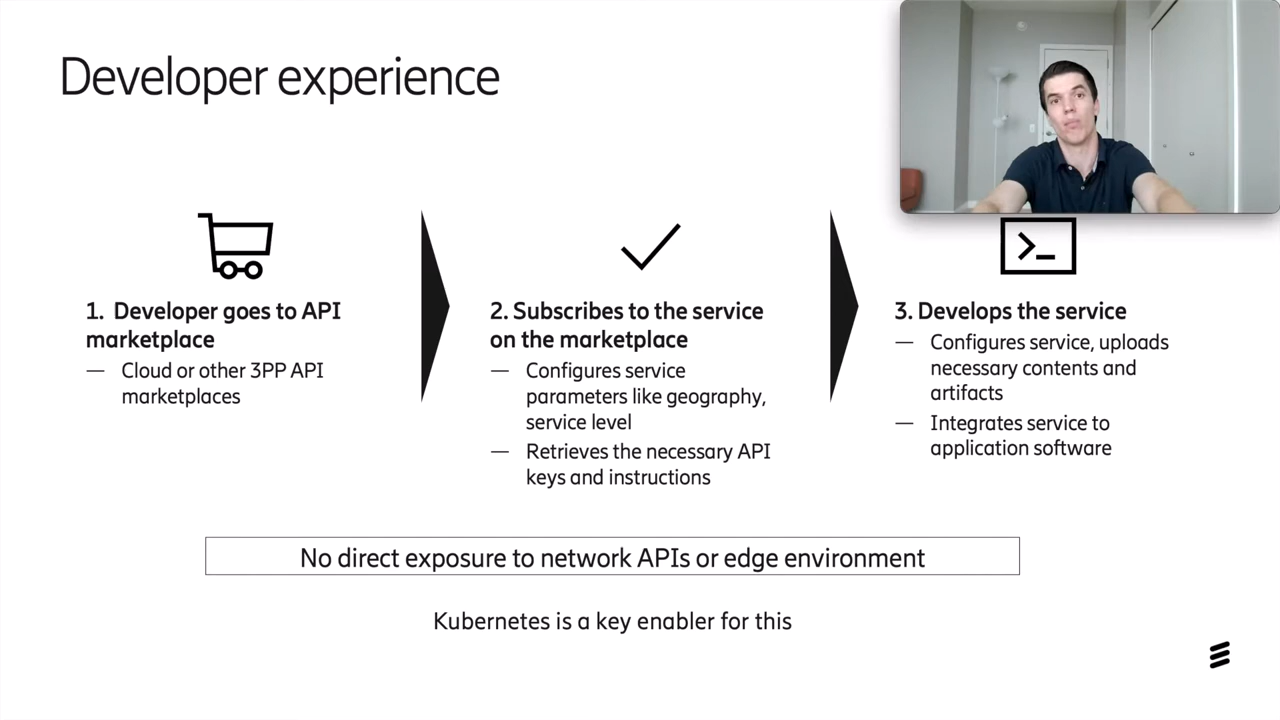 Developer experience
1. Developer goes to API
marketplace
— Cloud or other 3PP API
marketplaces
2. Subscribes to the service
on the marketplace
— Configures service
parameters like geography,
service level
— Retrieves the necessary API
keys and instructions
3. Develops the service
— Configures service, uploads
necessary contents and
artifacts
— Integrates service to
application software
No direct exposure to network APIs or edge environment
Kubernetes is a key enabler for this